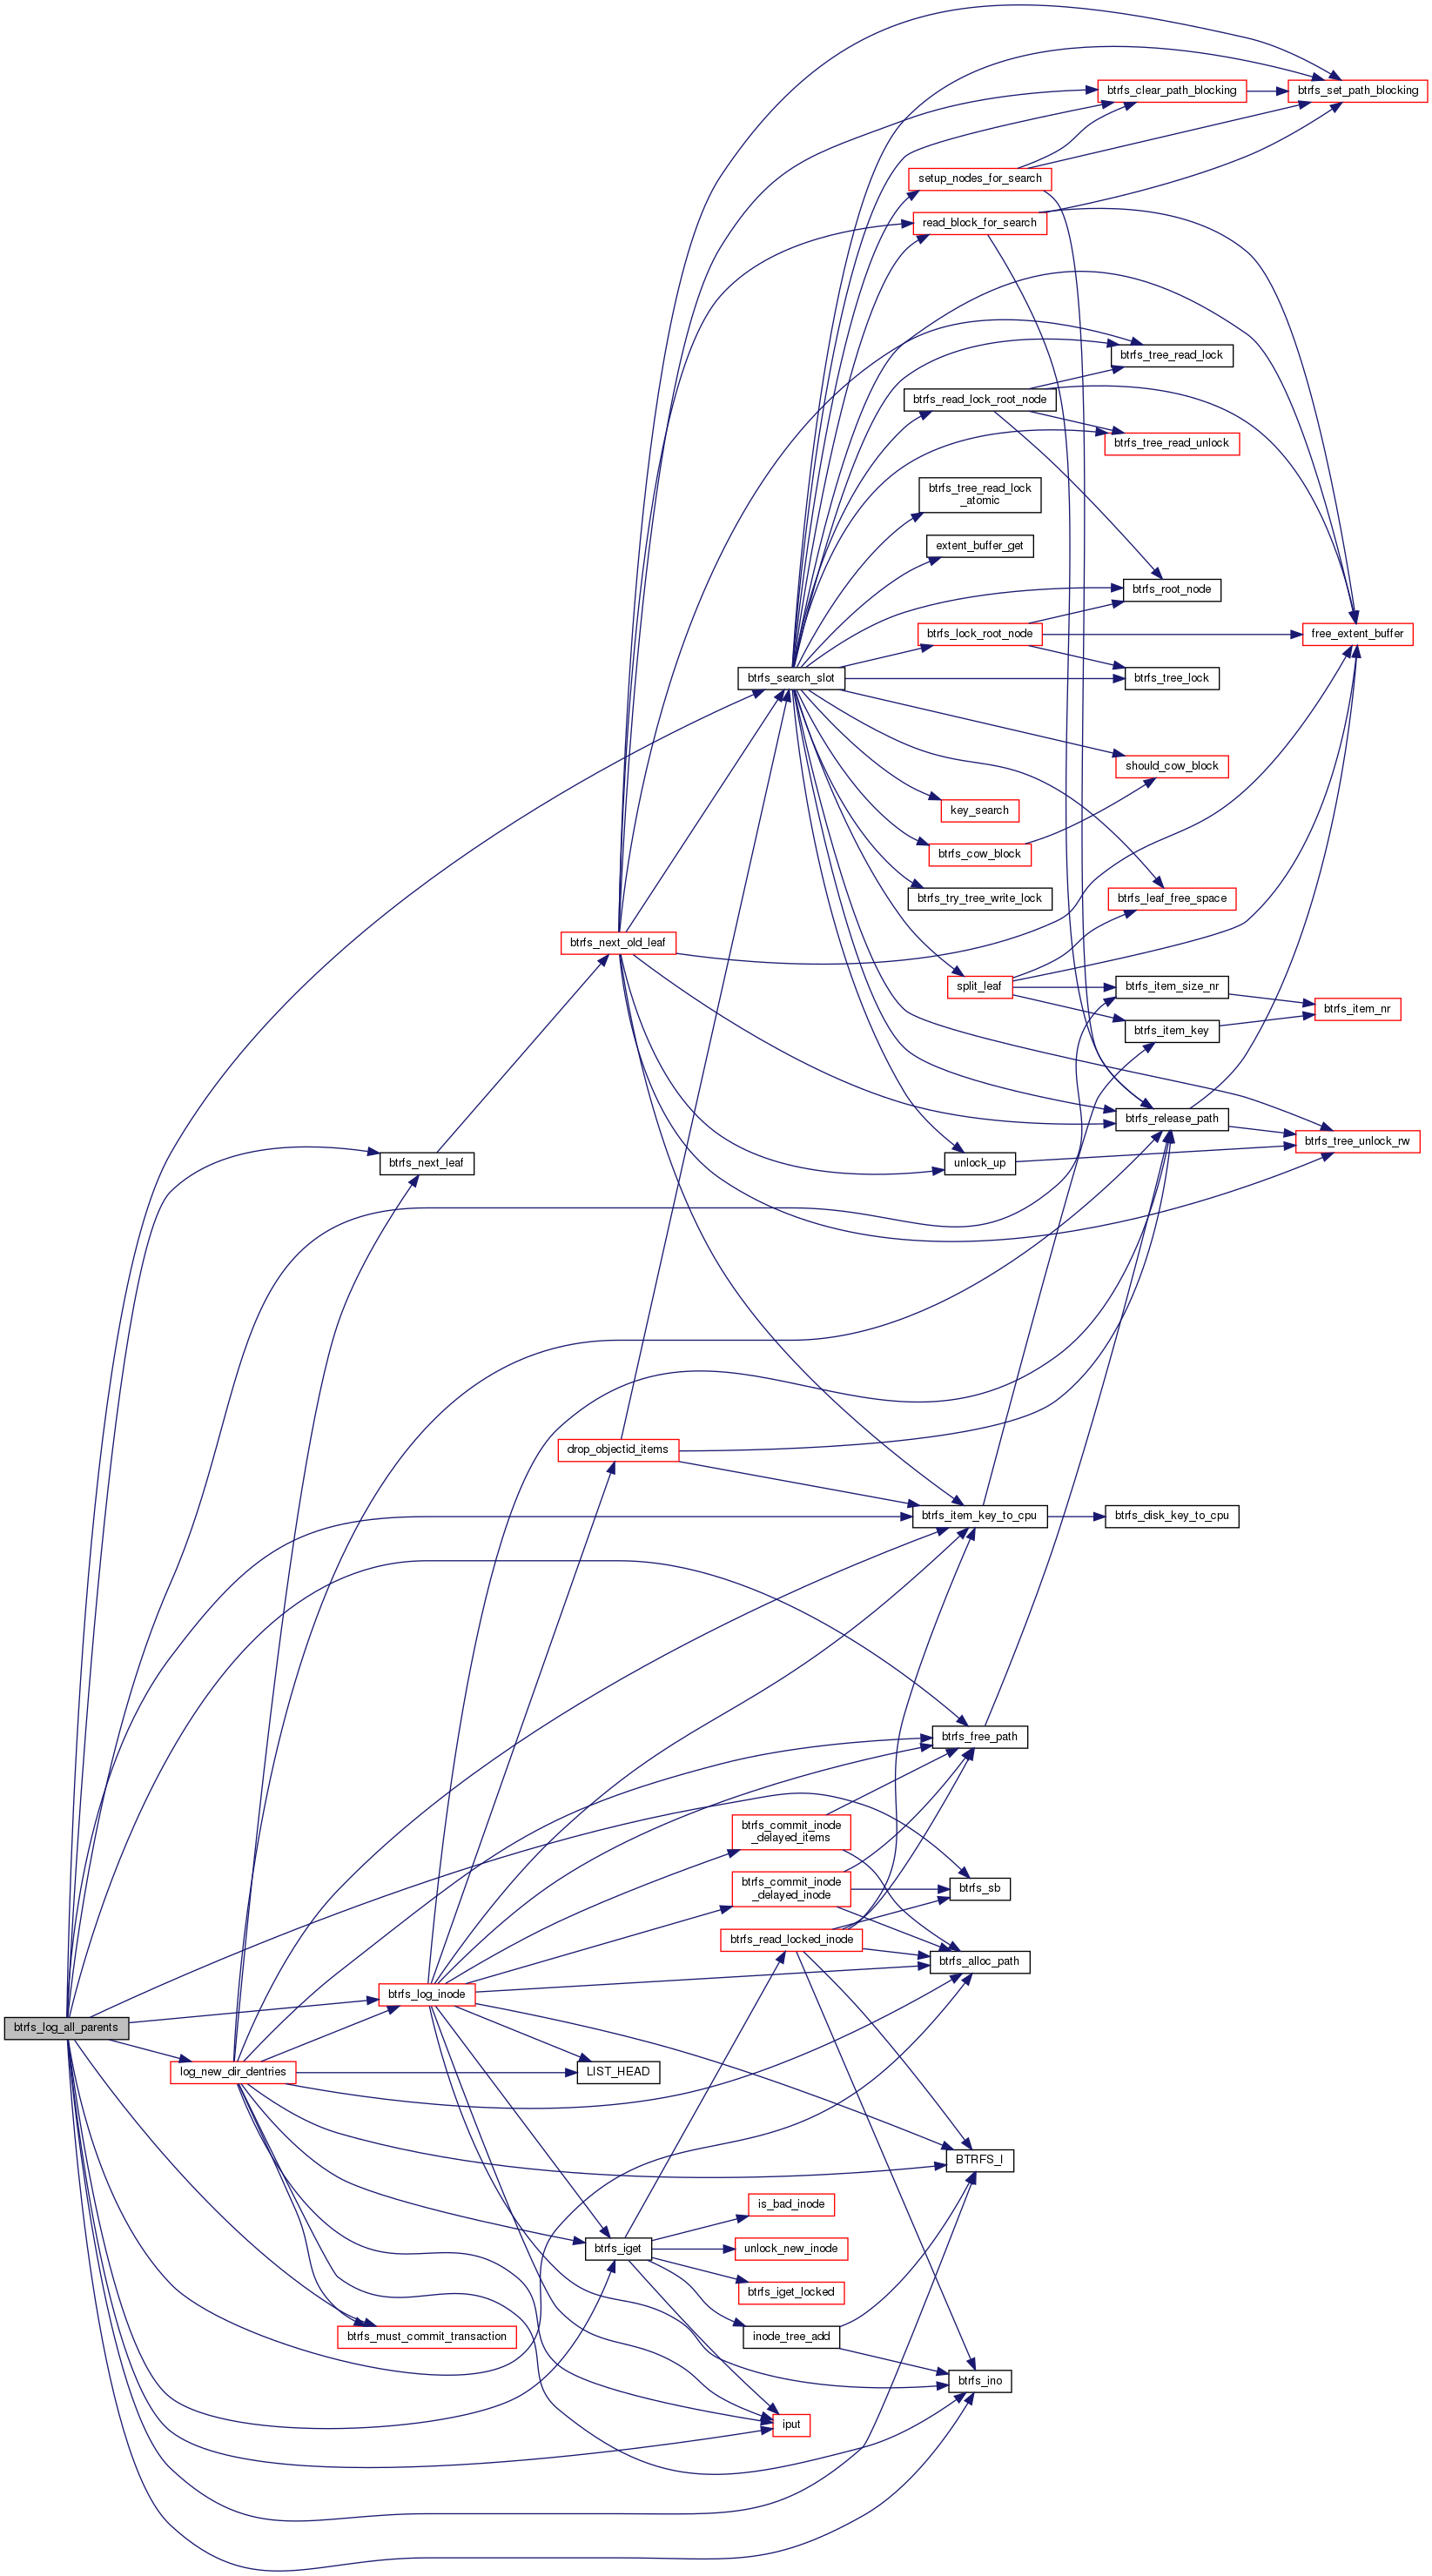 btrfs_clear_path_blocking
btrfs_set_path_blocking
setup_nodes_for_search
read_block_for_search
btrfs_tree_read_lock
btrfs_read_lock_root_node
btrfs_tree_read_unlock
btrfs_tree_read_lock
_atomic
extent_buffer_get
btrfs_root_node
btrfs_lock_root_node
free_extent_buffer
btrfs_search_slot
btrfs_tree_lock
should_cow_block
key_search
btrfs_cow_block
btrfs_try_tree_write_lock
btrfs_leaf_free_space
btrfs_next_old_leaf
split_leaf
btrfs_item_size_nr
btrfs_item_nr
btrfs_item_key
btrfs_release_path
btrfs_tree_unlock_rw
btrfs_next_leaf
unlock_up
drop_objectid_items
btrfs_item_key_to_cpu
btrfs_disk_key_to_cpu
btrfs_free_path
btrfs_commit_inode
_delayed_items
btrfs_commit_inode
_delayed_inode
btrfs_sb
btrfs_read_locked_inode
btrfs_alloc_path
btrfs_log_inode
btrfs_log_all_parents
log_new_dir_dentries
LIST_HEAD
BTRFS_I
is_bad_inode
btrfs_iget
unlock_new_inode
btrfs_iget_locked
btrfs_must_commit_transaction
inode_tree_add
btrfs_ino
iput